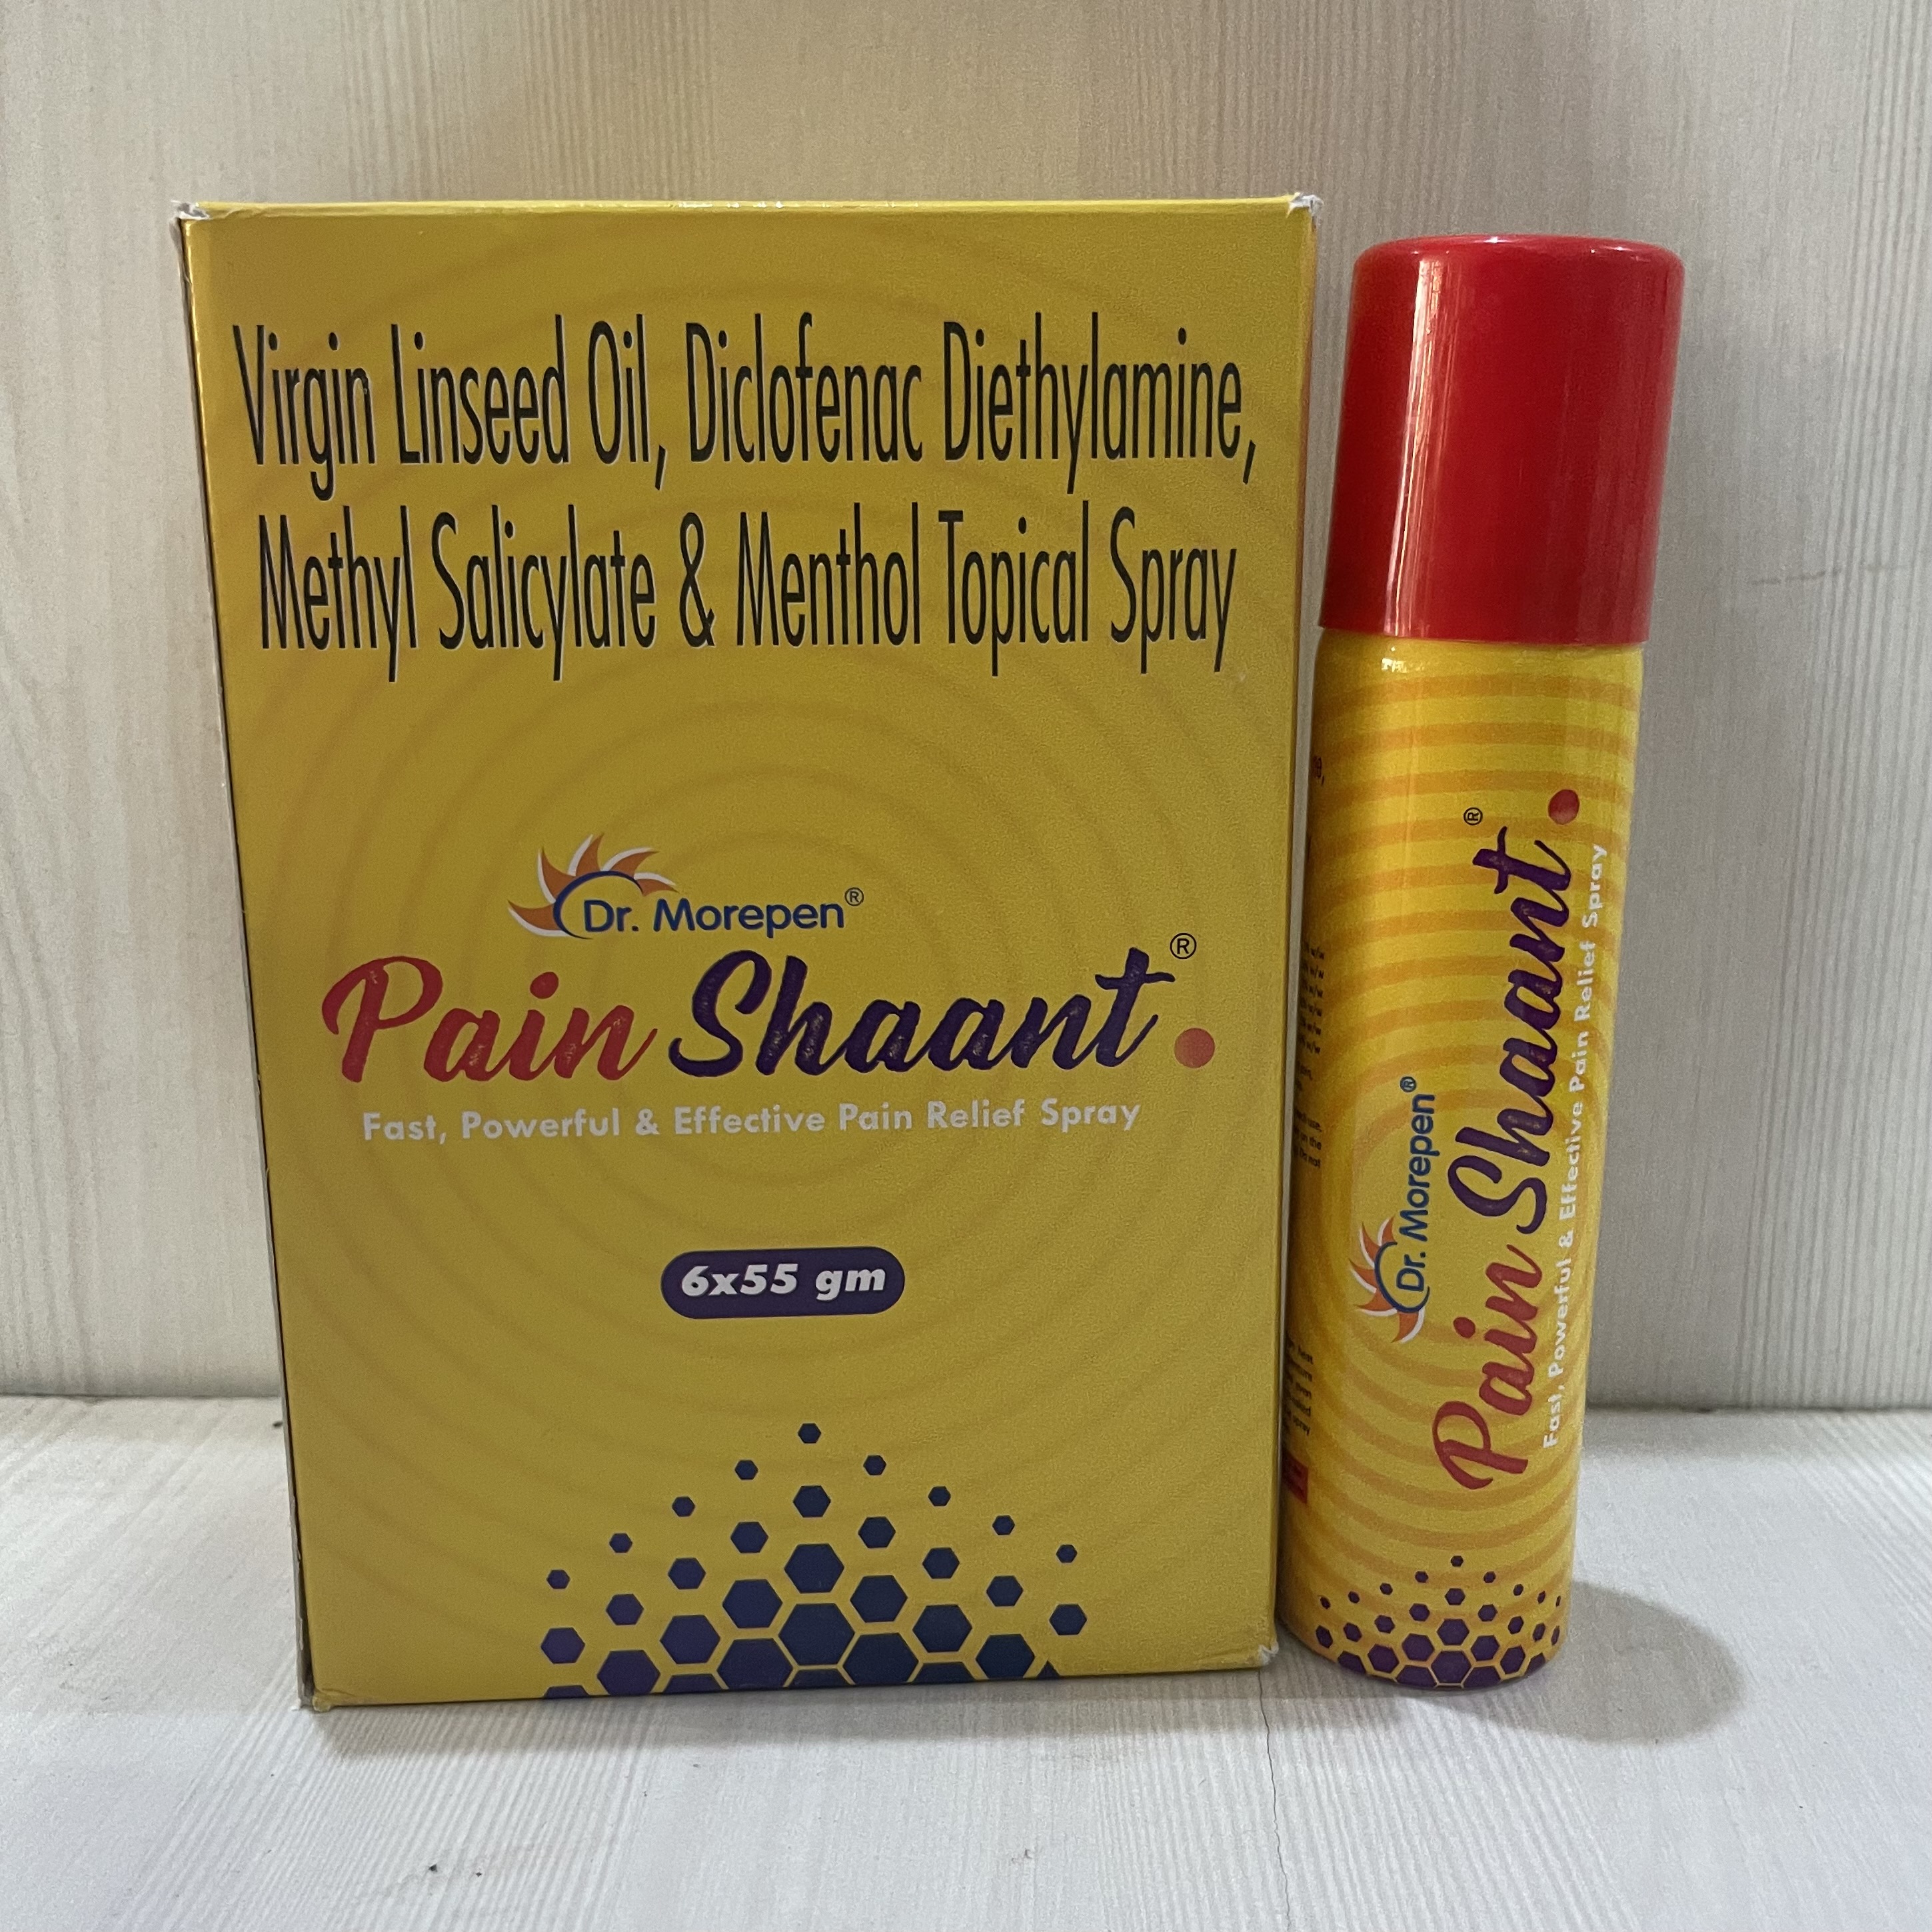 Virgin Linseed Oil, Diclofenac Diethylamine,
Methyl Salicylate & Menthol Topical Spray
Dr. Morepen®
Pain Shaant®
Fast, Powerful & Effective Pain Relief Spray
6x55 gm
Dr. Morepen®
Pain Shaant®
Fast, Powerful & Effective Pain Relief Spray